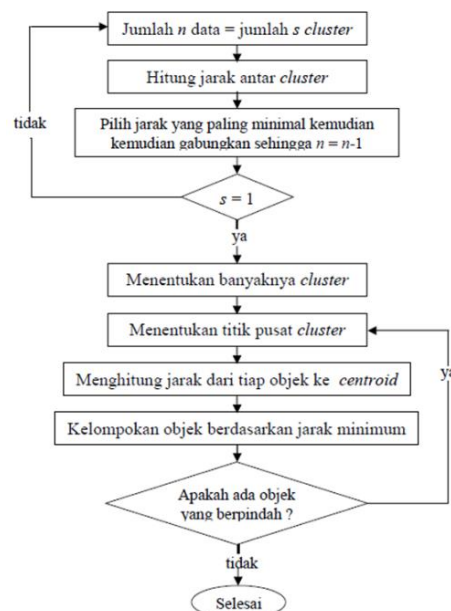 Jumlah n data = jumlah s cluster
Hitung jarak antar cluster
tidak
Pilih jarak yang paling minimal kemudian
kemudian gabungkan sehingga n = n-1
s = 1
ya
Menentukan banyaknya cluster
Menentukan titik pusat cluster
Menghitung jarak dari tiap objek ke centroid
ya
Kelompokan objek berdasarkan jarak minimum
Apakah ada objek
yang berpindah ?
tidak
Selesai